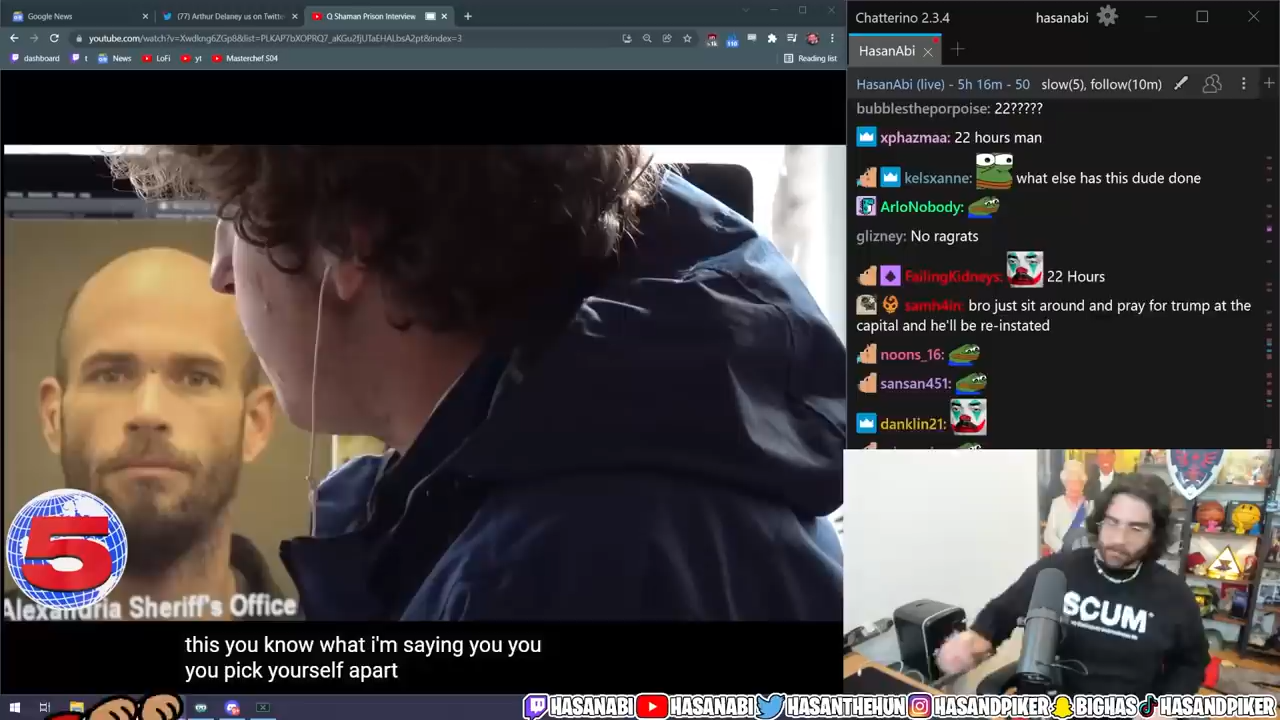 Google News
(77) Arthur Delaney us on Twitt
Q Shaman Prison Interview
youtube.com/watch?v=Xwdkng6ZGp8&list=PLKAP7bXOPRQ7_aKGu2fjUTaEHALbsA2pt&index=3
dashboard
t
News
LoFi
yt
Masterchef S04
Reading list
Chatterino 2.3.4
hasanabi
HasanAbi
HasanAbi (live) - 5h 16m - 50
slow(5), follow(10m)
bubblestheporpoise: 22?????
xphazmaa: 22 hours man
kelsxanne: what else has this dude done
ArloNobody:
glizney: No ragrats
FailingKidneys: 22 Hours
samh4in: bro just sit around and pray for trump at the
capital and he'll be re-instated
noons_16:
sansan451:
danklin21:
5
Alexandria Sheriff's Office
SCUM
this you know what i'm saying you you
you pick yourself apart
HASANABI
HASANABI
HASANTHEHUN
HASANDPIKER
BIGHAS
HASANDPIKER